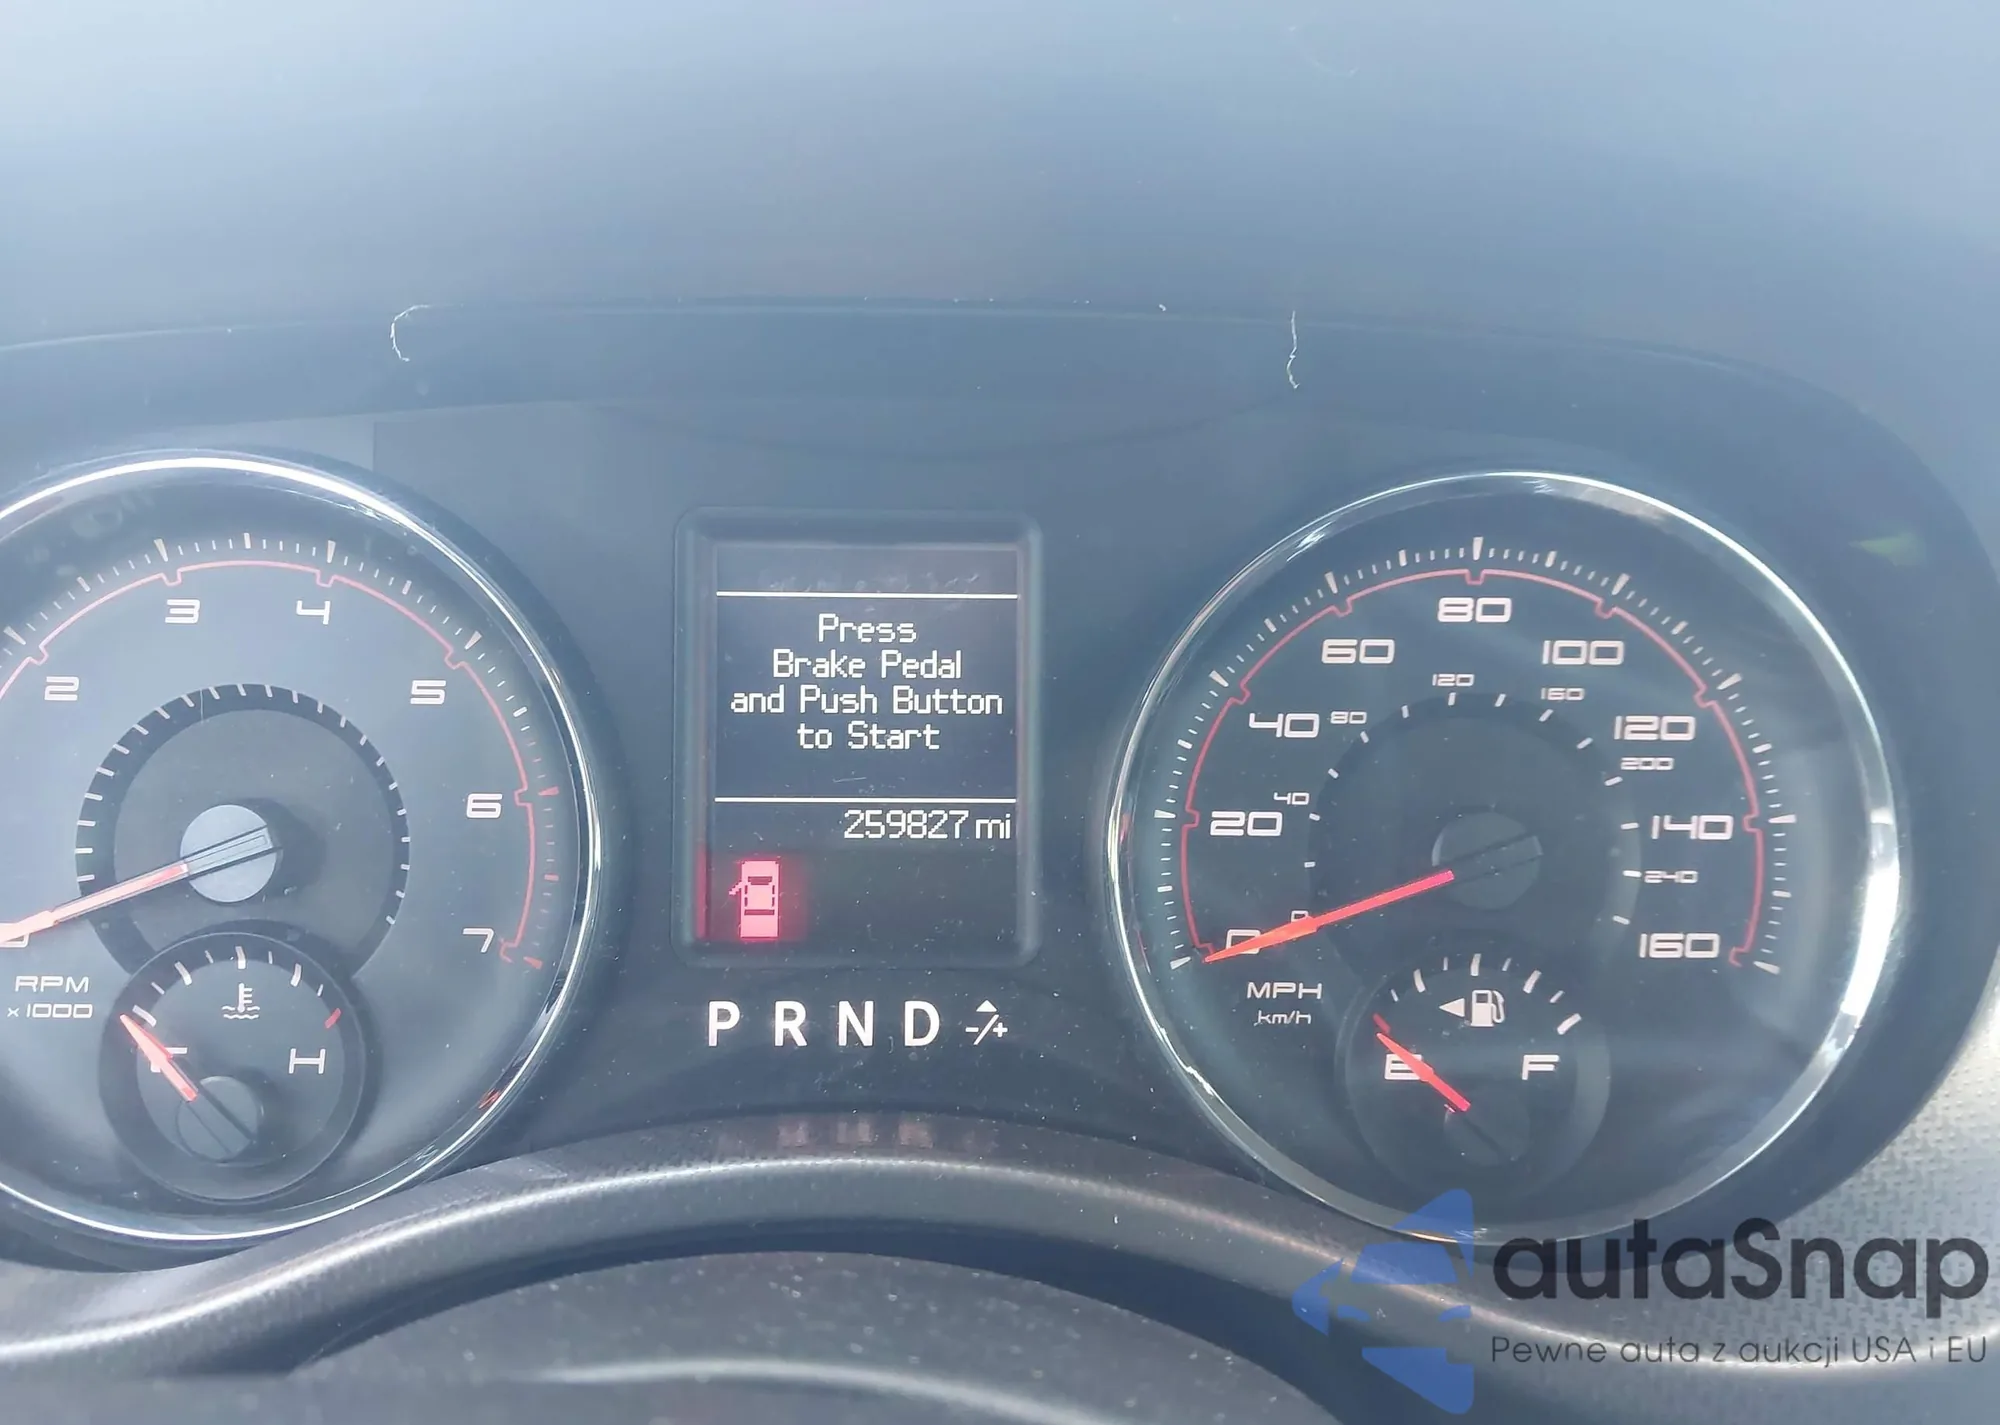 Press
Brake Pedal
and Push Button
to Start
259827 mi
2
3
4
5
6
7
RPM
x 1000
H
P R N D -/+
0
20
40
60
80
100
120
140
160
0
40
80
120
160
200
240
MPH
km/h
E
F
autaSnap
Pewne auta z aukcji USA i EU